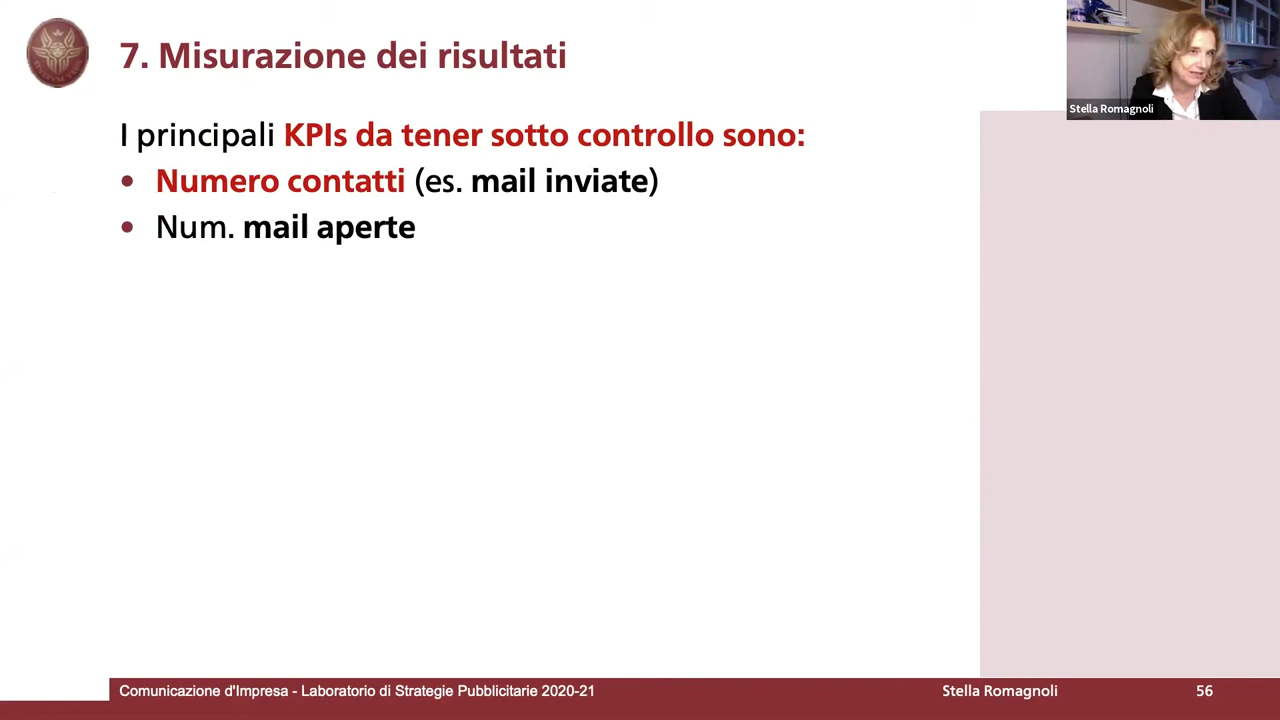 7. Misurazione dei risultati
Stella Romagnoli
I principali KPIs da tener sotto controllo sono:
• Numero contatti (es. mail inviate)
• Num. mail aperte
Comunicazione d'Impresa - Laboratorio di Strategie Pubblicitarie 2020-21
Stella Romagnoli
56